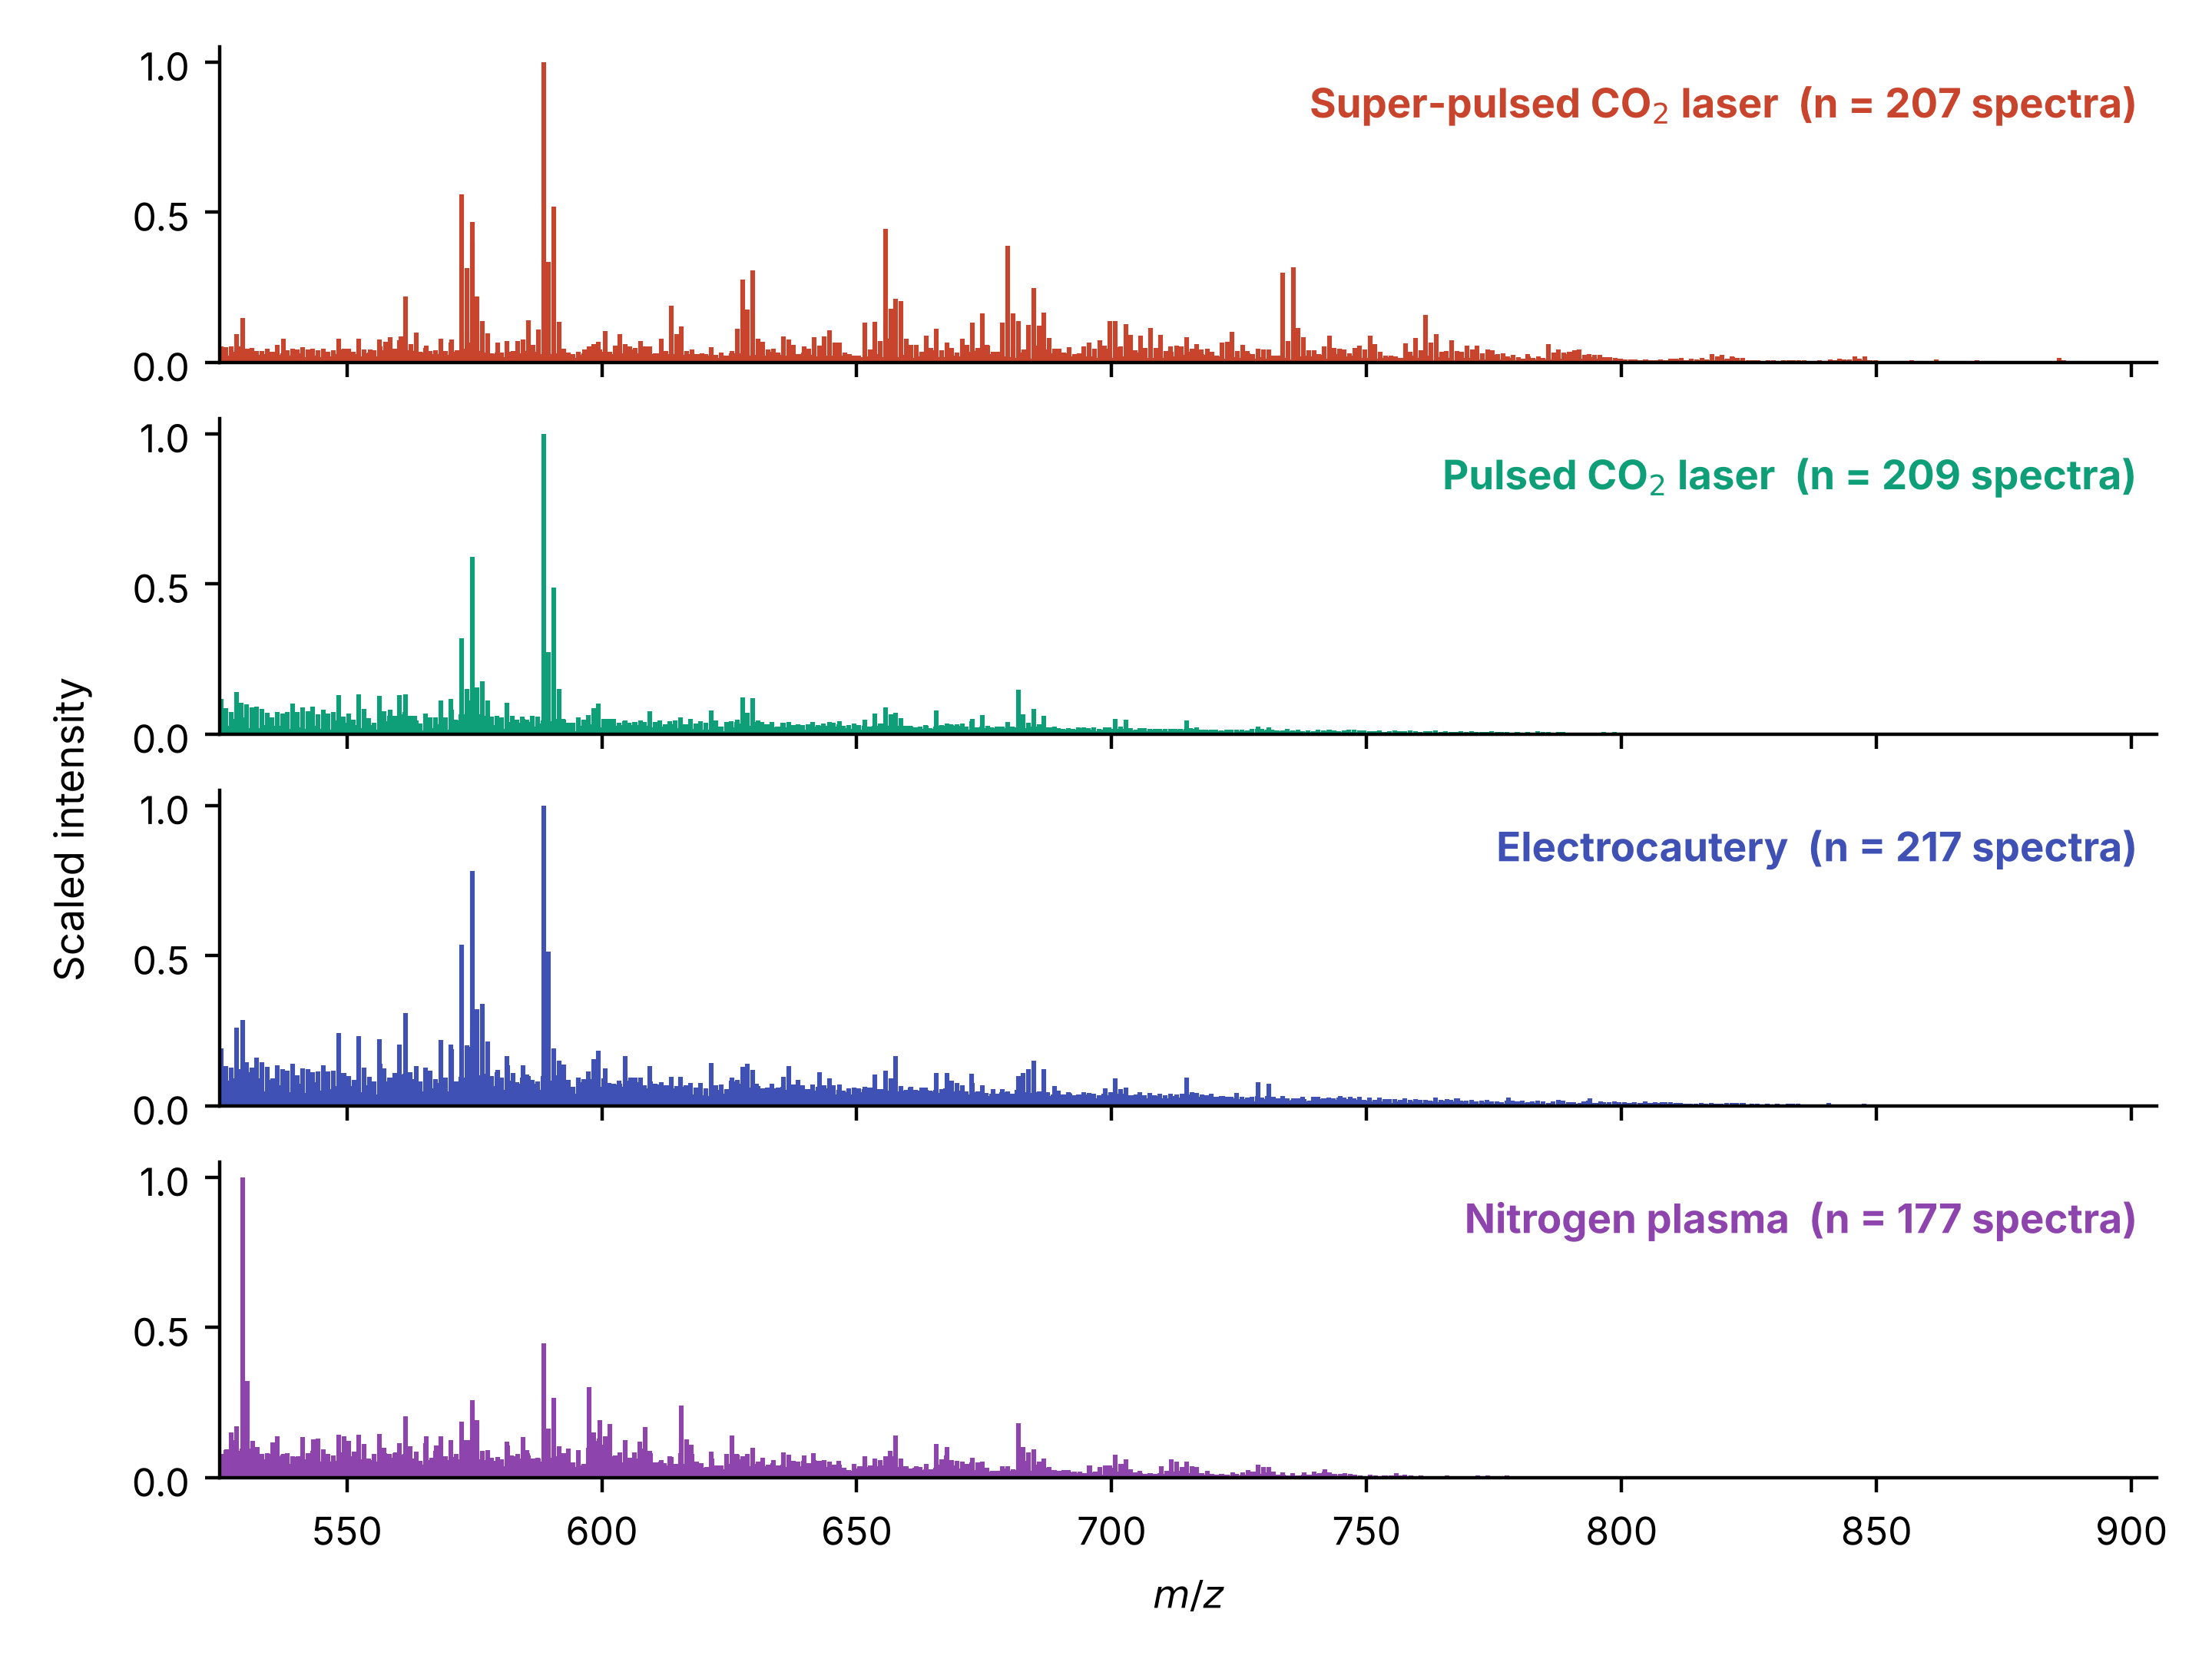 1.0
Super-pulsed CO₂ laser (n = 207 spectra)
0.5
0.0
1.0
Pulsed CO₂ laser (n = 209 spectra)
0.5
0.0
Scaled intensity
1.0
Electrocautery (n = 217 spectra)
0.5
0.0
1.0
Nitrogen plasma (n = 177 spectra)
0.5
0.0
550 600 650 700 750 800 850 900
m/z